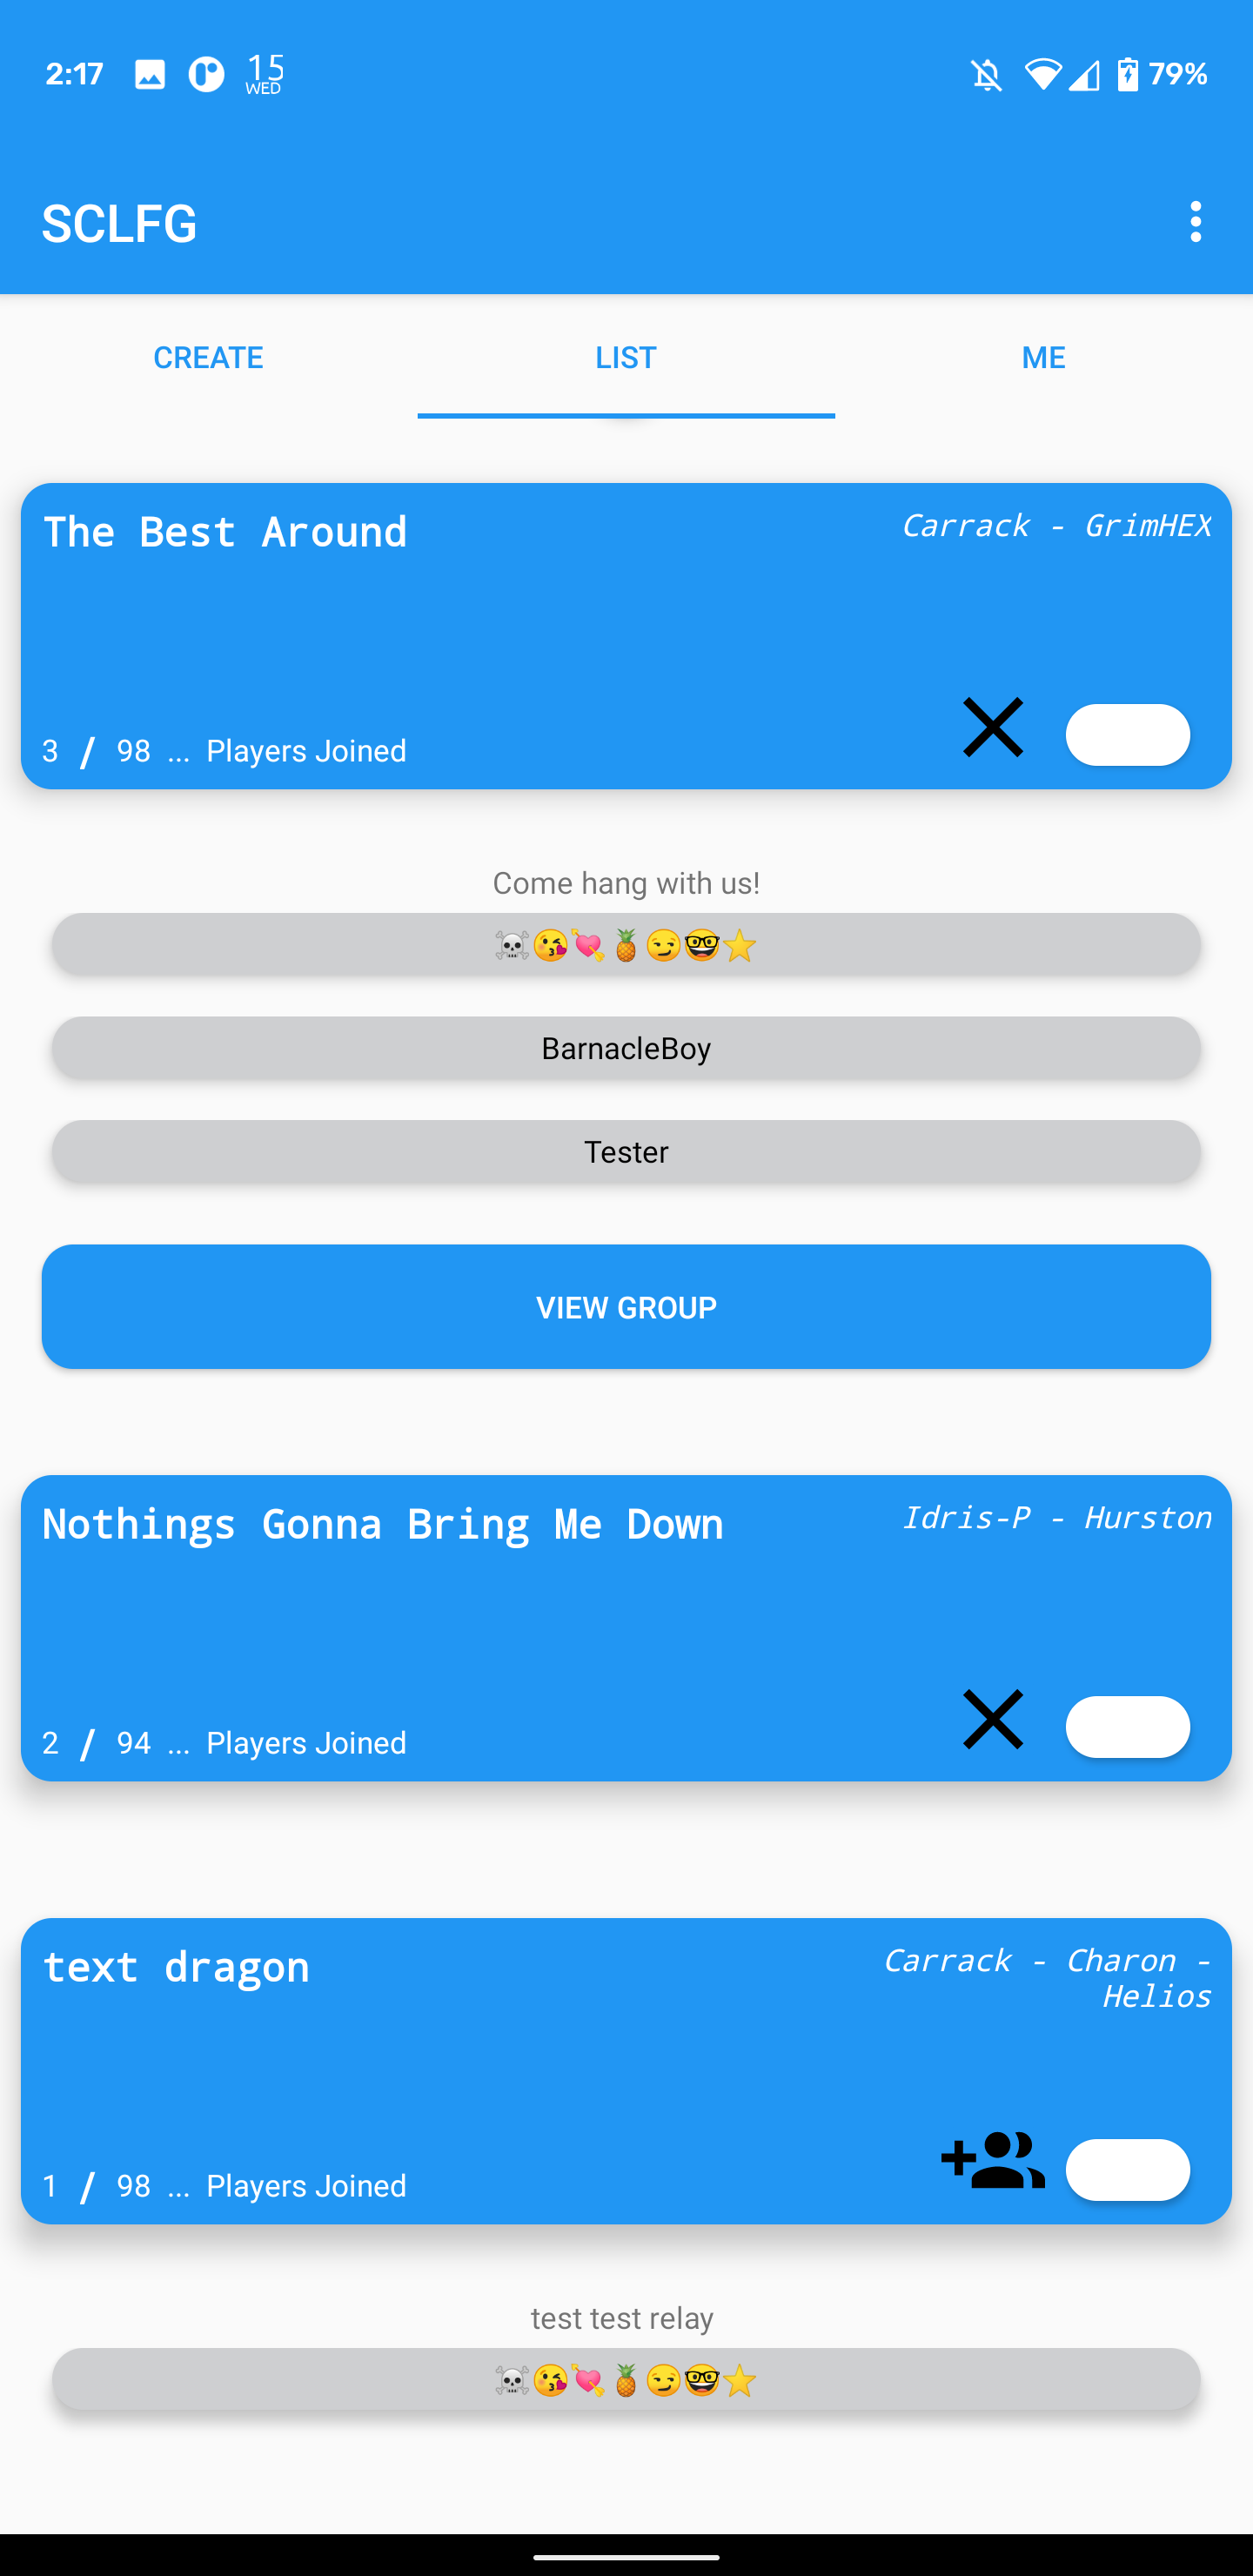 2:17 15 WED 79%
SCLFG
CREATE LIST ME
The Best Around Carrack - GrimHEX
3 / 98 ... Players Joined
Come hang with us!
☠️😘💘🍍😏🤓⭐
BarnacleBoy
Tester
VIEW GROUP
Nothings Gonna Bring Me Down Idris-P - Hurston
2 / 94 ... Players Joined
text dragon Carrack - Charon -
Helios
1 / 98 ... Players Joined
test test relay
☠️😘💘🍍😏🤓⭐